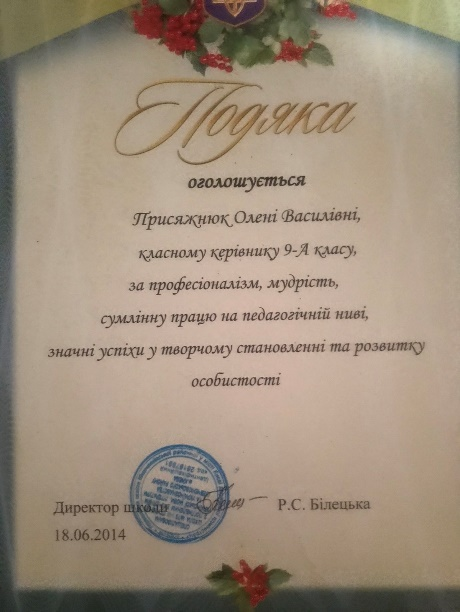 Подяка
оголошується
Присяжнюк Олені Василівні,
класному керівнику 9-А класу,
за професіоналізм, мудрість,
сумлінну працю на педагогічній ниві,
значні успіхи у творчому становленні та розвитку
особистості
Директор школи Р.С. Білецька
18.06.2014